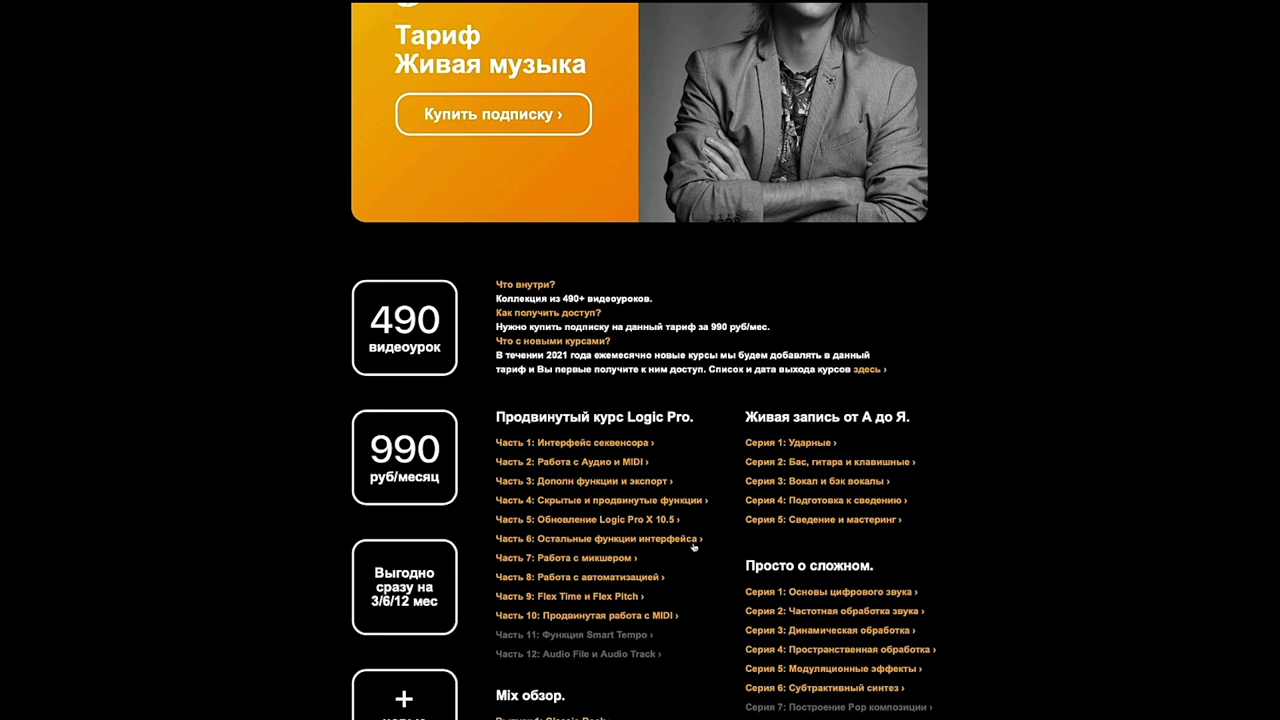 Тариф
Живая музыка
Купить подписку ›
490
видеоурок
Что внутри?
Коллекция из 490+ видеоуроков.
Как получить доступ?
Нужно купить подписку на данный тариф за 990 руб/мес.
Что с новыми курсами?
В течении 2021 года ежемесячно новые курсы мы будем добавлять в данный
тариф и Вы первые получите к ним доступ. Список и дата выхода курсов здесь ›
990
руб/месяц
Выгодно
сразу на
3/6/12 мес
+
Продвинутый курс Logic Pro.
Часть 1: Интерфейс секвенсора ›
Часть 2: Работа с Аудио и MIDI ›
Часть 3: Дополн функции и экспорт ›
Часть 4: Скрытые и продвинутые функции ›
Часть 5: Обновление Logic Pro X 10.5 ›
Часть 6: Остальные функции интерфейса ›
Часть 7: Работа с микшером ›
Часть 8: Работа с автоматизацией ›
Часть 9: Flex Time и Flex Pitch ›
Часть 10: Продвинутая работа с MIDI ›
Часть 11: Функция Smart Tempo ›
Часть 12: Audio File и Audio Track ›
Mix обзор.
Живая запись от А до Я.
Серия 1: Ударные ›
Серия 2: Бас, гитара и клавишные ›
Серия 3: Вокал и бэк вокалы ›
Серия 4: Подготовка к сведению ›
Серия 5: Сведение и мастеринг ›
Просто о сложном.
Серия 1: Основы цифрового звука ›
Серия 2: Частотная обработка звука ›
Серия 3: Динамическая обработка ›
Серия 4: Пространственная обработка ›
Серия 5: Модуляционные эффекты ›
Серия 6: Субтрактивный синтез ›
Серия 7: Построение Pop композиции ›